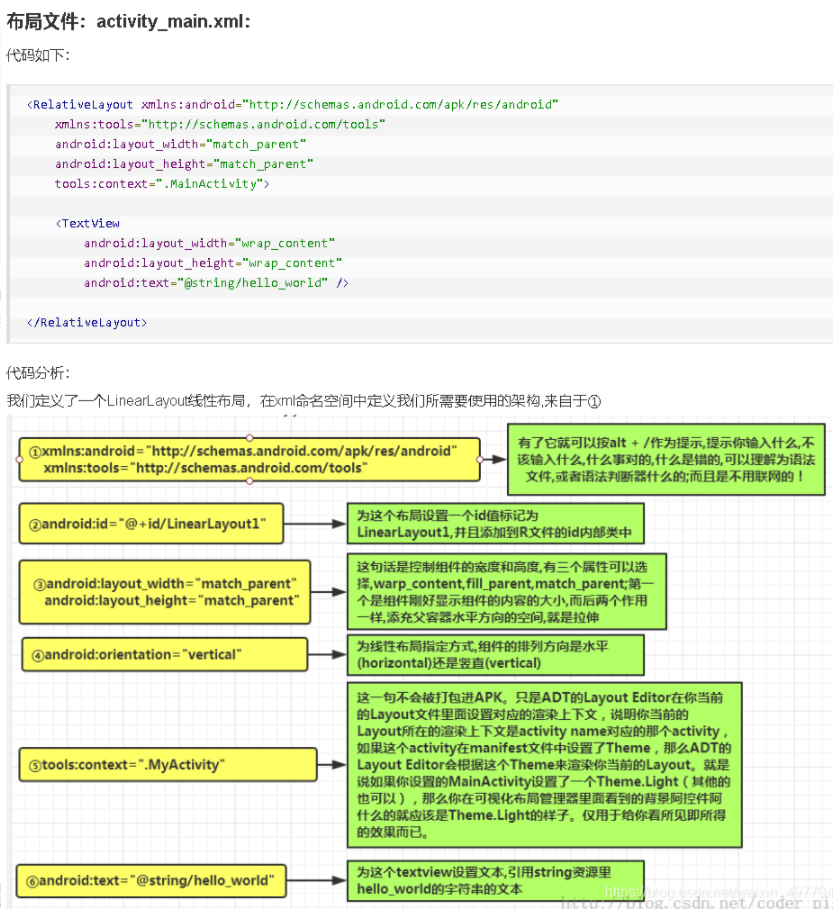 布局文件：activity_main.xml：
代码如下：
<RelativeLayout xmlns:android="http://schemas.android.com/apk/res/android"
xmlns:tools="http://schemas.android.com/tools"
android:layout_width="match_parent"
android:layout_height="match_parent"
tools:context=".MainActivity">
<TextView
android:layout_width="wrap_content"
android:layout_height="wrap_content"
android:text="@string/hello_world" />
</RelativeLayout>
代码分析：
我们定义了一个LinearLayout线性布局，在xml命名空间中定义我们所需要使用的架构,来自于①
①xmlns:android="http://schemas.android.com/apk/res/android"
xmlns:tools="http://schemas.android.com/tools"
有了它就可以按alt + /作为提示,提示你输入什么,不
该输入什么,什么事对的,什么是错的,可以理解为语法
文件,或者语法判断器什么的;而且是不用联网的！
②android:id="@+id/LinearLayout1"
为这个布局设置一个id值标记为
LinearLayout1,并且添加到R文件的id内部类中
③android:layout_width="match_parent"
android:layout_height="match_parent"
这句话是控制组件的宽度和高度,有三个属性可以选
择,warp_content,fill_parent,match_parent;第一
个是组件刚好显示组件的内容的大小,而后两个作用
一样,添充父容器水平方向的空间,就是拉伸
④android:orientation="vertical"
为线性布局指定方式,组件的排列方向是水平
(horizontal)还是竖直(vertical)
⑤tools:context=".MyActivity"
这一句不会被打包进APK。只是ADT的Layout Editor在你当前
的Layout文件里面设置对应的渲染上下文，说明你当前的
Layout所在的渲染上下文是activity name对应的那个activity，
如果这个activity在manifest文件中设置了Theme，那么ADT的
Layout Editor会根据这个Theme来渲染你当前的Layout。就是
说如果你设置的MainActivity设置了一个Theme.Light（其他的
也可以），那么你在可视化布局管理器里面看到的背景阿控件阿
什么的就应该是Theme.Light的样子。仅用于给你看所见即所得
的效果而已。
⑥android:text="@string/hello_world"
为这个textview设置文本,引用string资源里
hello_world的字符串的文本
https://blog.csdn.net/weixin_497704
http://blog.csdn.net/coder_pi